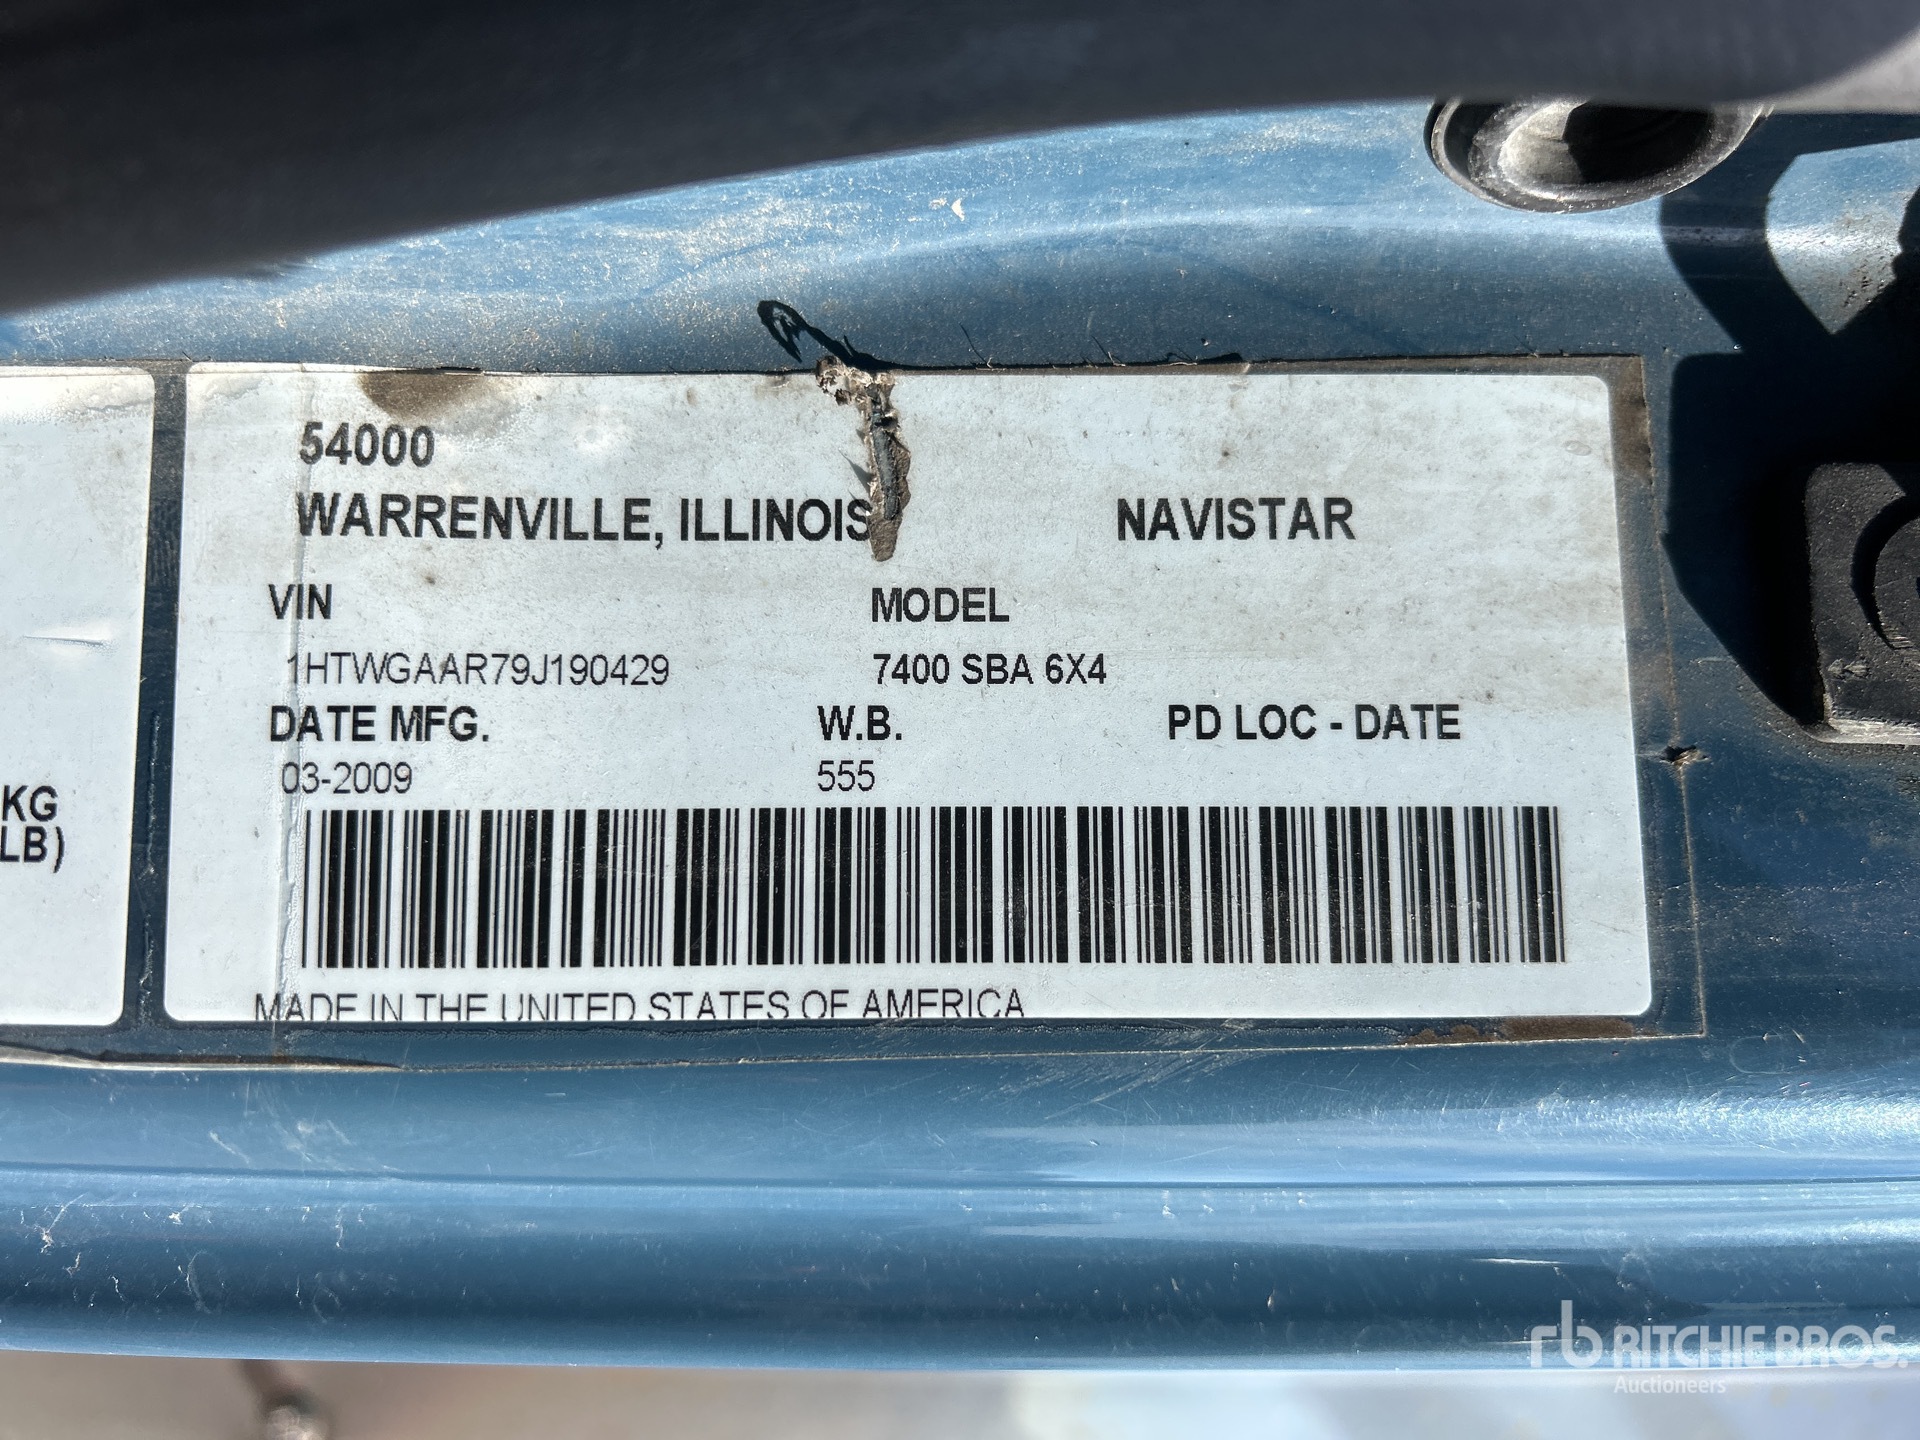 54000
WARRENVILLE, ILLINOIS NAVISTAR
VIN MODEL
1HTWGAAR79J190429 7400 SBA 6X4
DATE MFG. W.B. PD LOC - DATE
03-2009 555
KG
LB)
MADE IN THE UNITED STATES OF AMERICA
rb RITCHIE BROS.
Auctioneers